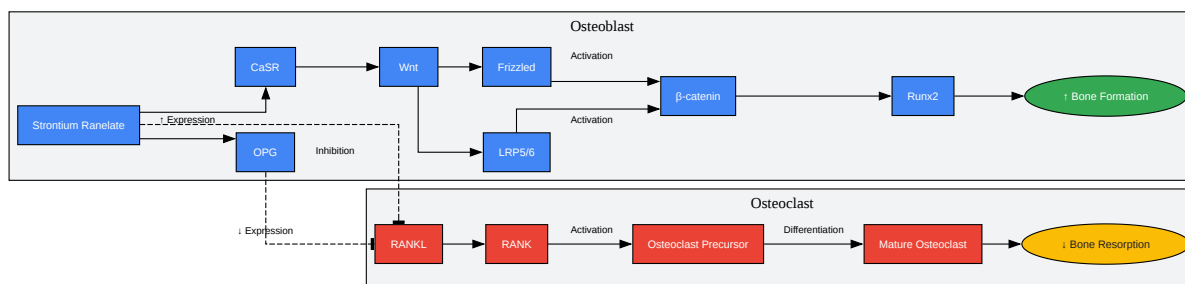 Osteoblast
CaSR
Wnt
Frizzled
Activation
β-catenin
Runx2
↑ Bone Formation
Strontium Ranelate
↑ Expression
OPG
Inhibition
LRP5/6
Activation
Osteoclast
↓ Expression
RANKL
RANK
Activation
Osteoclast Precursor
Differentiation
Mature Osteoclast
↓ Bone Resorption